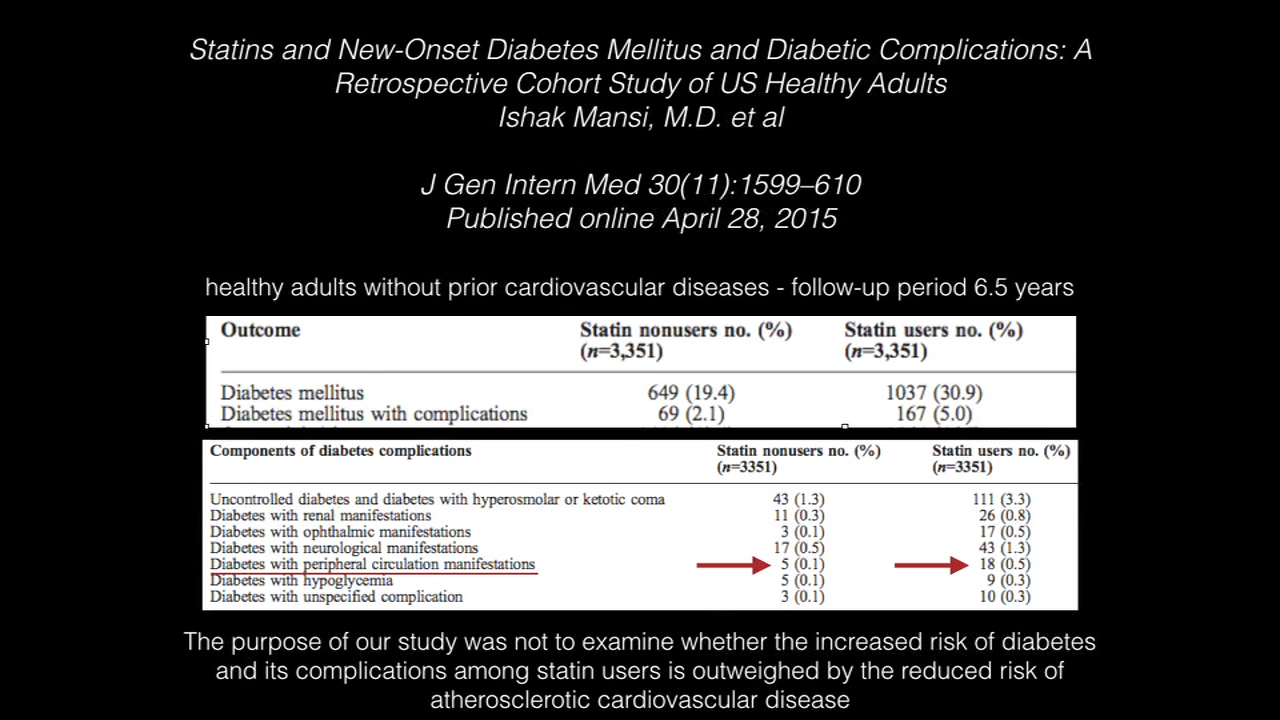 Statins and New-Onset Diabetes Mellitus and Diabetic Complications: A
Retrospective Cohort Study of US Healthy Adults
Ishak Mansi, M.D. et al
J Gen Intern Med 30(11):1599–610
Published online April 28, 2015
healthy adults without prior cardiovascular diseases - follow-up period 6.5 years
Outcome Statin nonusers no. (%) Statin users no. (%)
(n=3,351) (n=3,351)
Diabetes mellitus 649 (19.4) 1037 (30.9)
Diabetes mellitus with complications 69 (2.1) 167 (5.0)
Components of diabetes complications Statin nonusers no. (%) Statin users no. (%)
(n=3351) (n=3351)
Uncontrolled diabetes and diabetes with hyperosmolar or ketotic coma 43 (1.3) 111 (3.3)
Diabetes with renal manifestations 11 (0.3) 26 (0.8)
Diabetes with ophthalmic manifestations 3 (0.1) 17 (0.5)
Diabetes with neurological manifestations 17 (0.5) 43 (1.3)
Diabetes with peripheral circulation manifestations 5 (0.1) 18 (0.5)
Diabetes with hypoglycemia 5 (0.1) 9 (0.3)
Diabetes with unspecified complication 3 (0.1) 10 (0.3)
The purpose of our study was not to examine whether the increased risk of diabetes
and its complications among statin users is outweighed by the reduced risk of
atherosclerotic cardiovascular disease